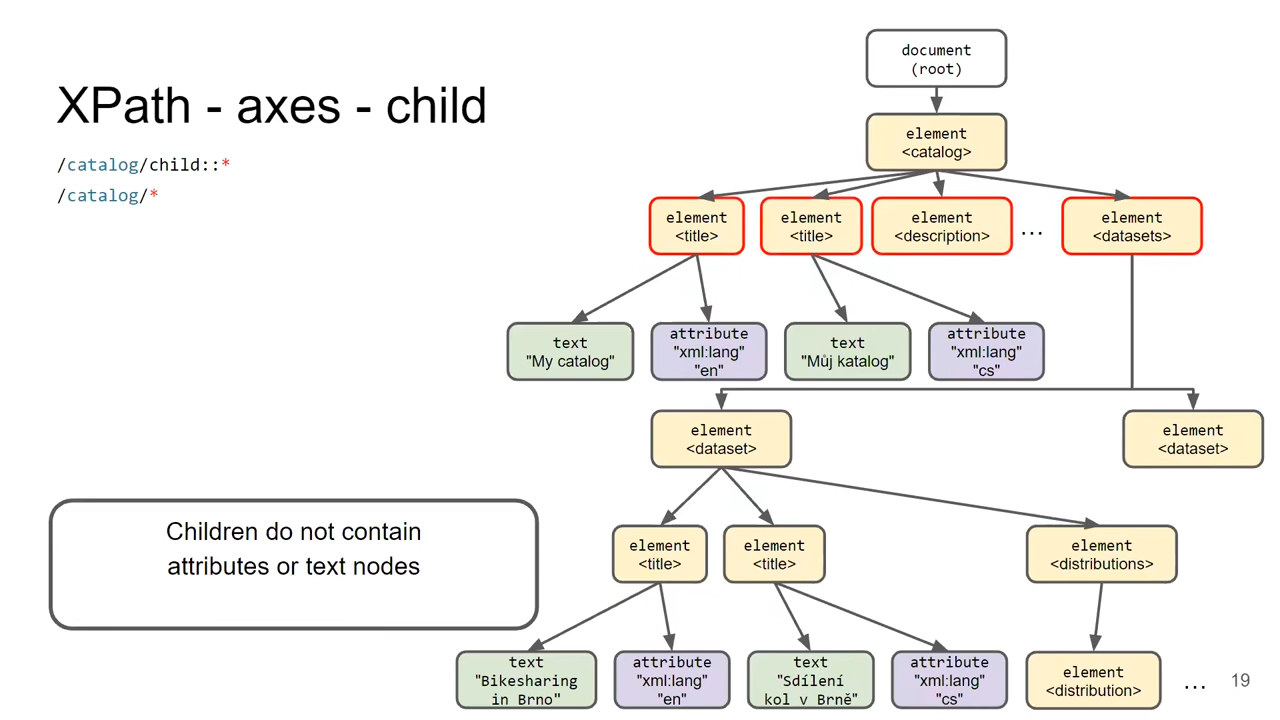 XPath - axes - child
/catalog/child::*
/catalog/*
document
(root)
element
<catalog>
element
<title>
element
<title>
element
<description>
...
element
<datasets>
text
"My catalog"
attribute
"xml:lang"
"en"
text
"Můj katalog"
attribute
"xml:lang"
"cs"
element
<dataset>
element
<dataset>
Children do not contain
attributes or text nodes
element
<title>
element
<title>
element
<distributions>
text
"Bikesharing
in Brno"
attribute
"xml:lang"
"en"
text
"Sdílení
kol v Brně"
attribute
"xml:lang"
"cs"
element
<distribution>
...
19